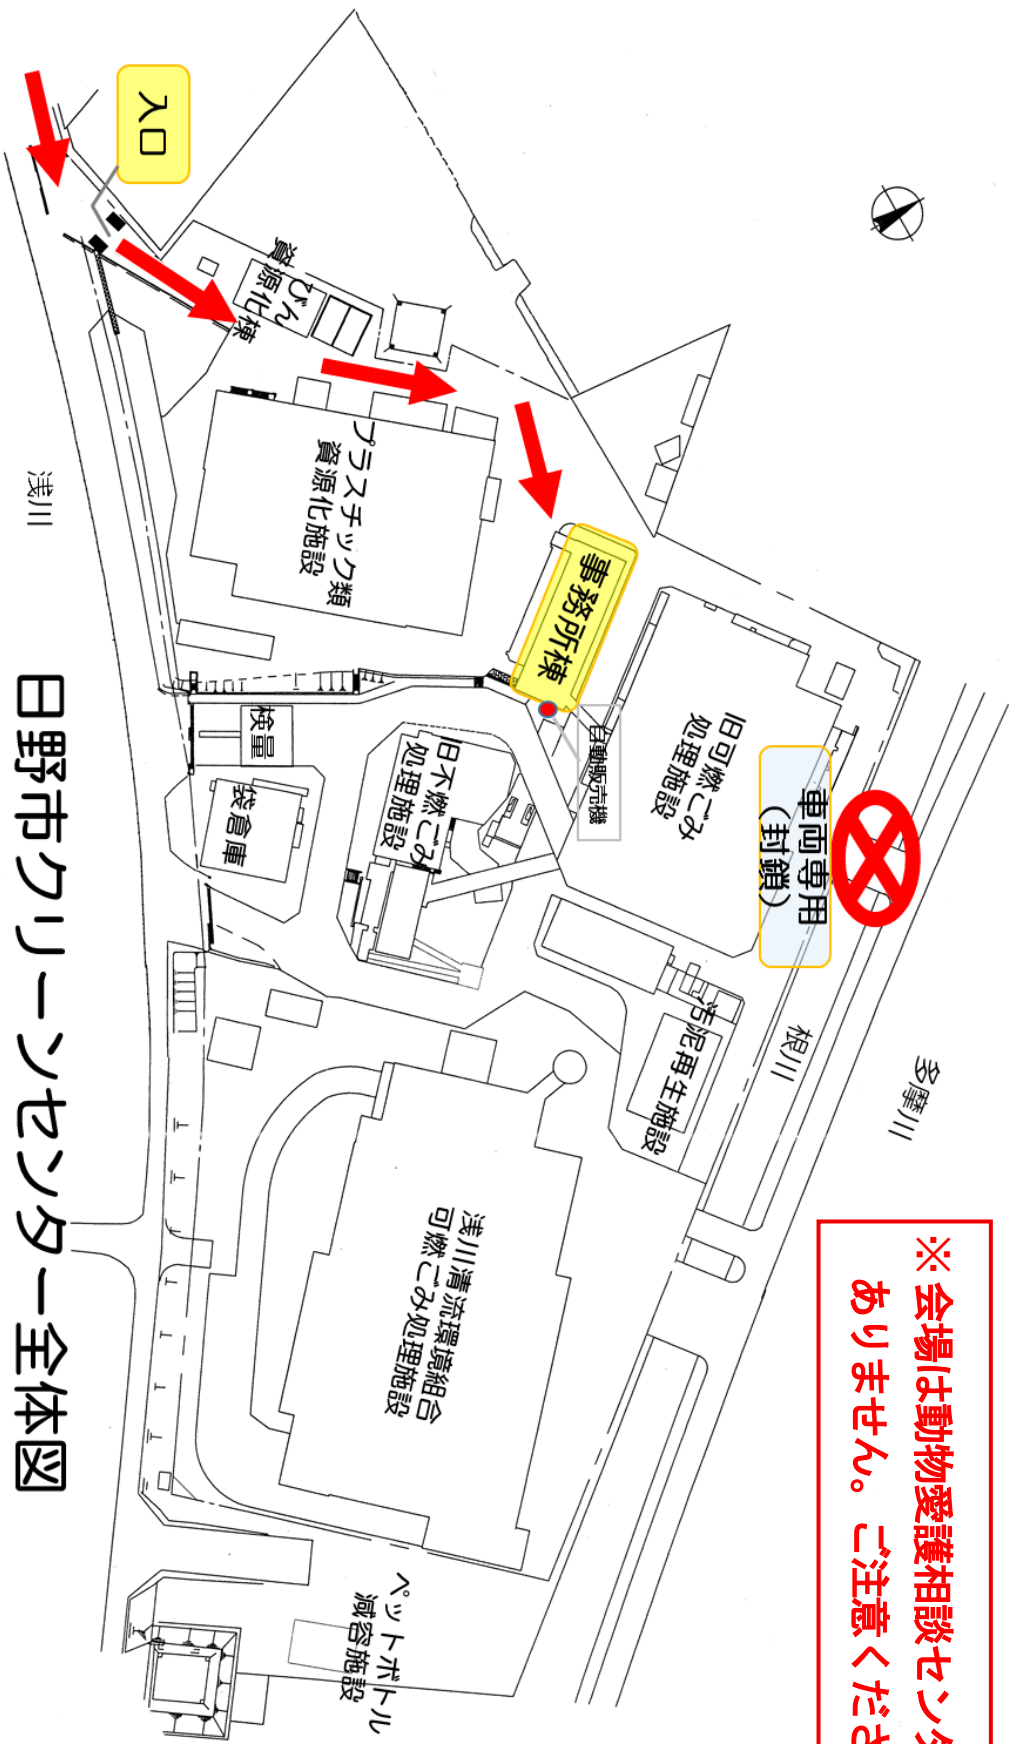 日野市クリーンセンター全体図
入口
浅川
びん
資源化棟
プラスチック類
資源化施設
事務所棟
自動販売機
旧可燃ごみ
処理施設
車両専用
(封鎖)
検量
袋倉庫
旧不燃ごみ
処理施設
汚泥再生施設
根川
多摩川
浅川清流環境組合
可燃ごみ処理施設
ペットボトル
減容施設
※会場は動物愛護相談センタ
ありません。ご注意くださ